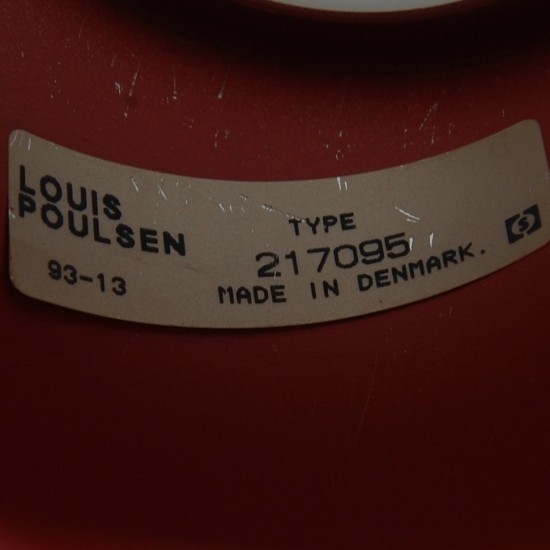 LOUIS
POULSEN
93-13
TYPE
217095
MADE IN DENMARK.
S